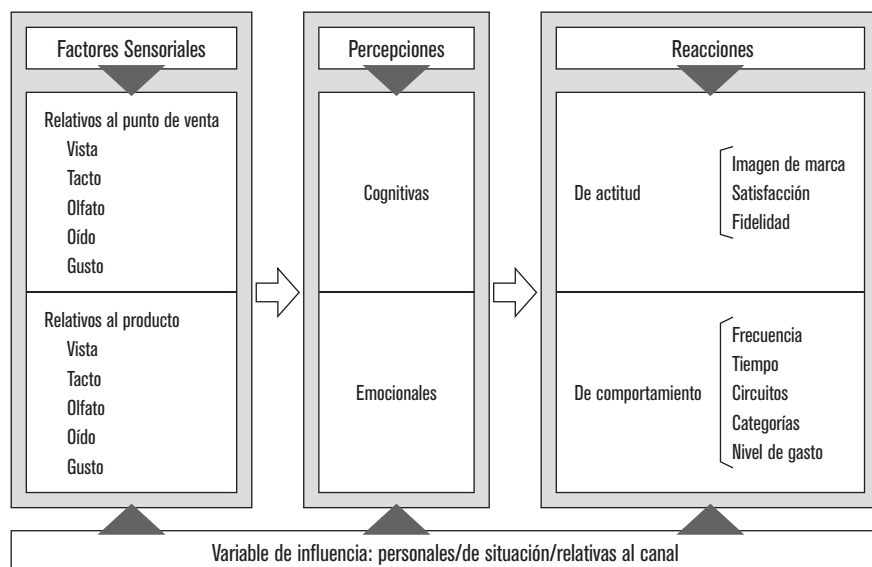 Factores Sensoriales
Relativos al punto de venta
Vista
Tacto
Olfato
Oído
Gusto
Relativos al producto
Vista
Tacto
Olfato
Oído
Gusto
Percepciones
Cognitivas
Emocionales
Reacciones
De actitud
Imagen de marca
Satisfacción
Fidelidad
De comportamiento
Frecuencia
Tiempo
Circuitos
Categorías
Nivel de gasto
Variable de influencia: personales/de situación/relativas al canal